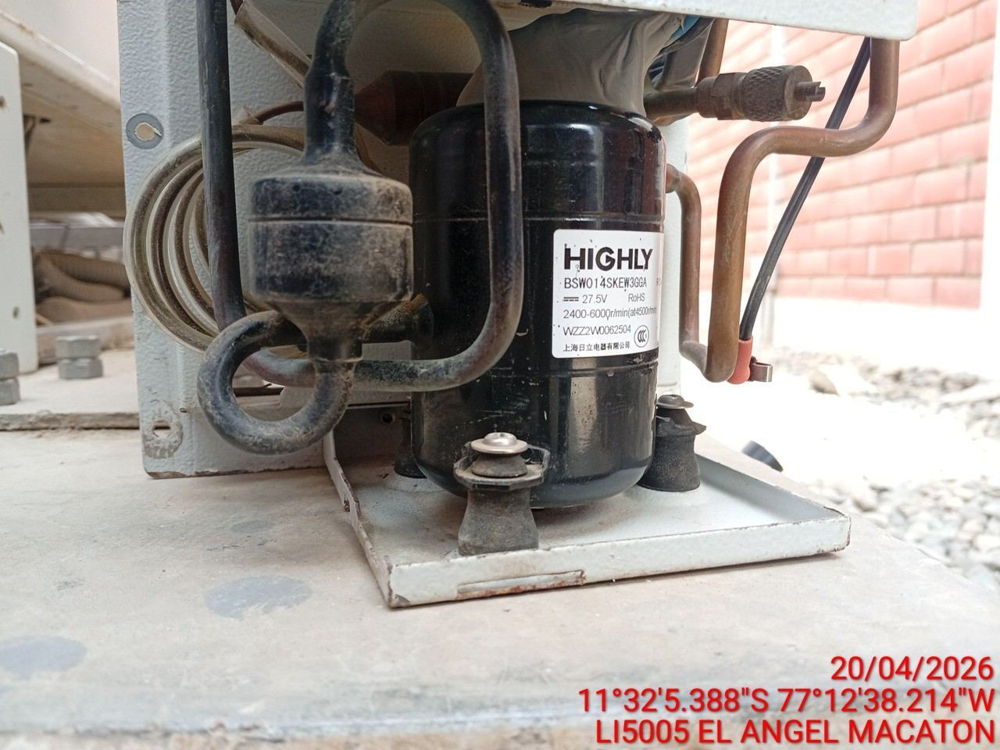 HIGHLY
BSW014SKEW3GGA
27.5V RoHS
2400-6000r/min(at4500r/min
WZZ2W0062504
上海日立电器有限公司
20/04/2026
11°32'5.388"S 77°12'38.214"W
LI5005 EL ANGEL MACATON